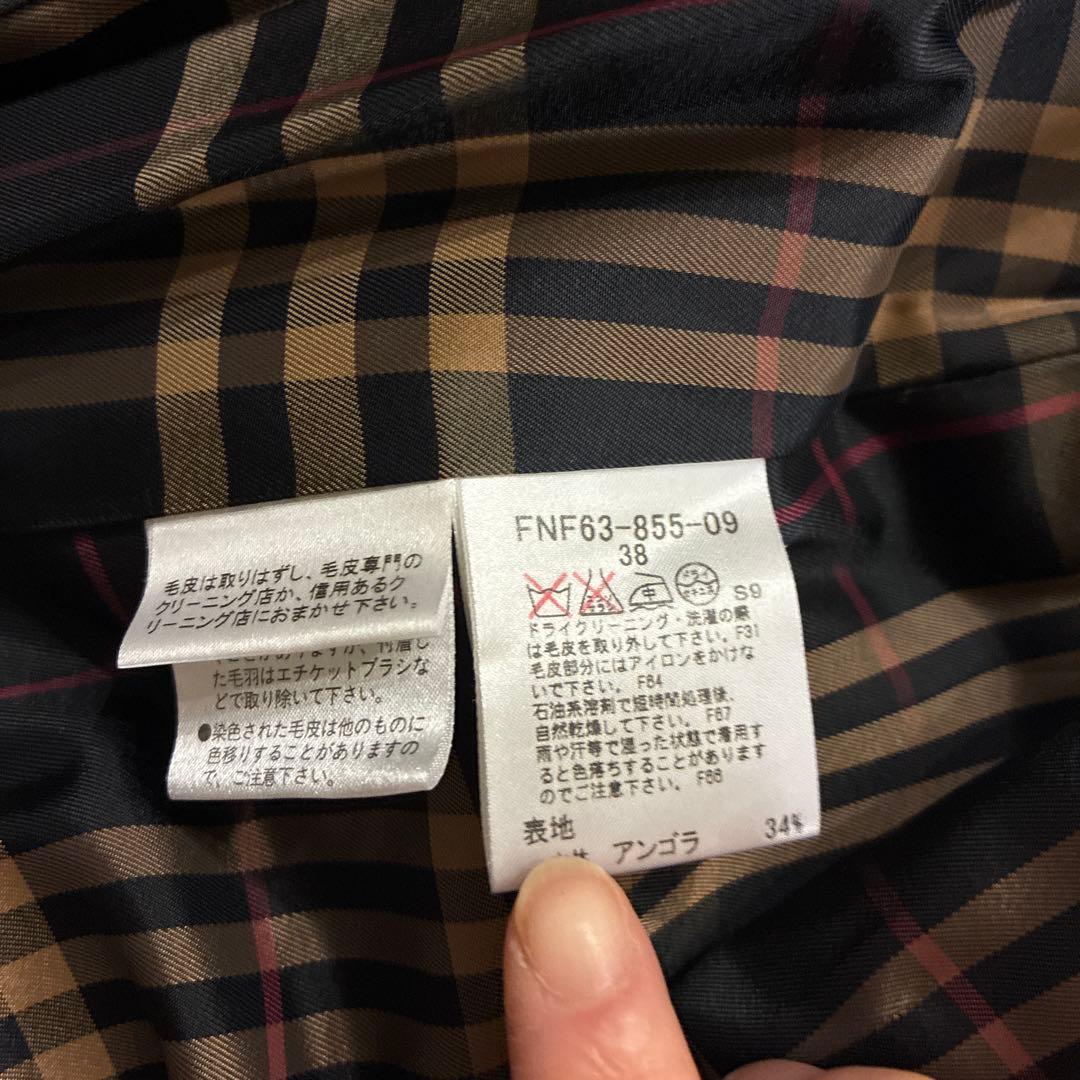 毛皮は取りはずし、毛皮専門の
クリーニング店か、信用あるク
リーニング店におまかせ下さい。
た毛羽はエチケットブラシな
どで取り除いて下さい。
●染色された毛皮は他のものに
色移りすることがありますの
で、ご注意下さい。
FNF63-855-09
38
中 S9
ドライクリーニング・洗濯の際
は毛皮を取り外して下さい。F31
毛皮部分にはアイロンをかけな
いで下さい。 F64
石油系溶剤で短時間処理後、
自然乾燥して下さい。 F67
雨や汗等で湿った状態で着用す
ると色落ちすることがあります
のでご注意下さい。 F66
表地
アンゴラ 34%